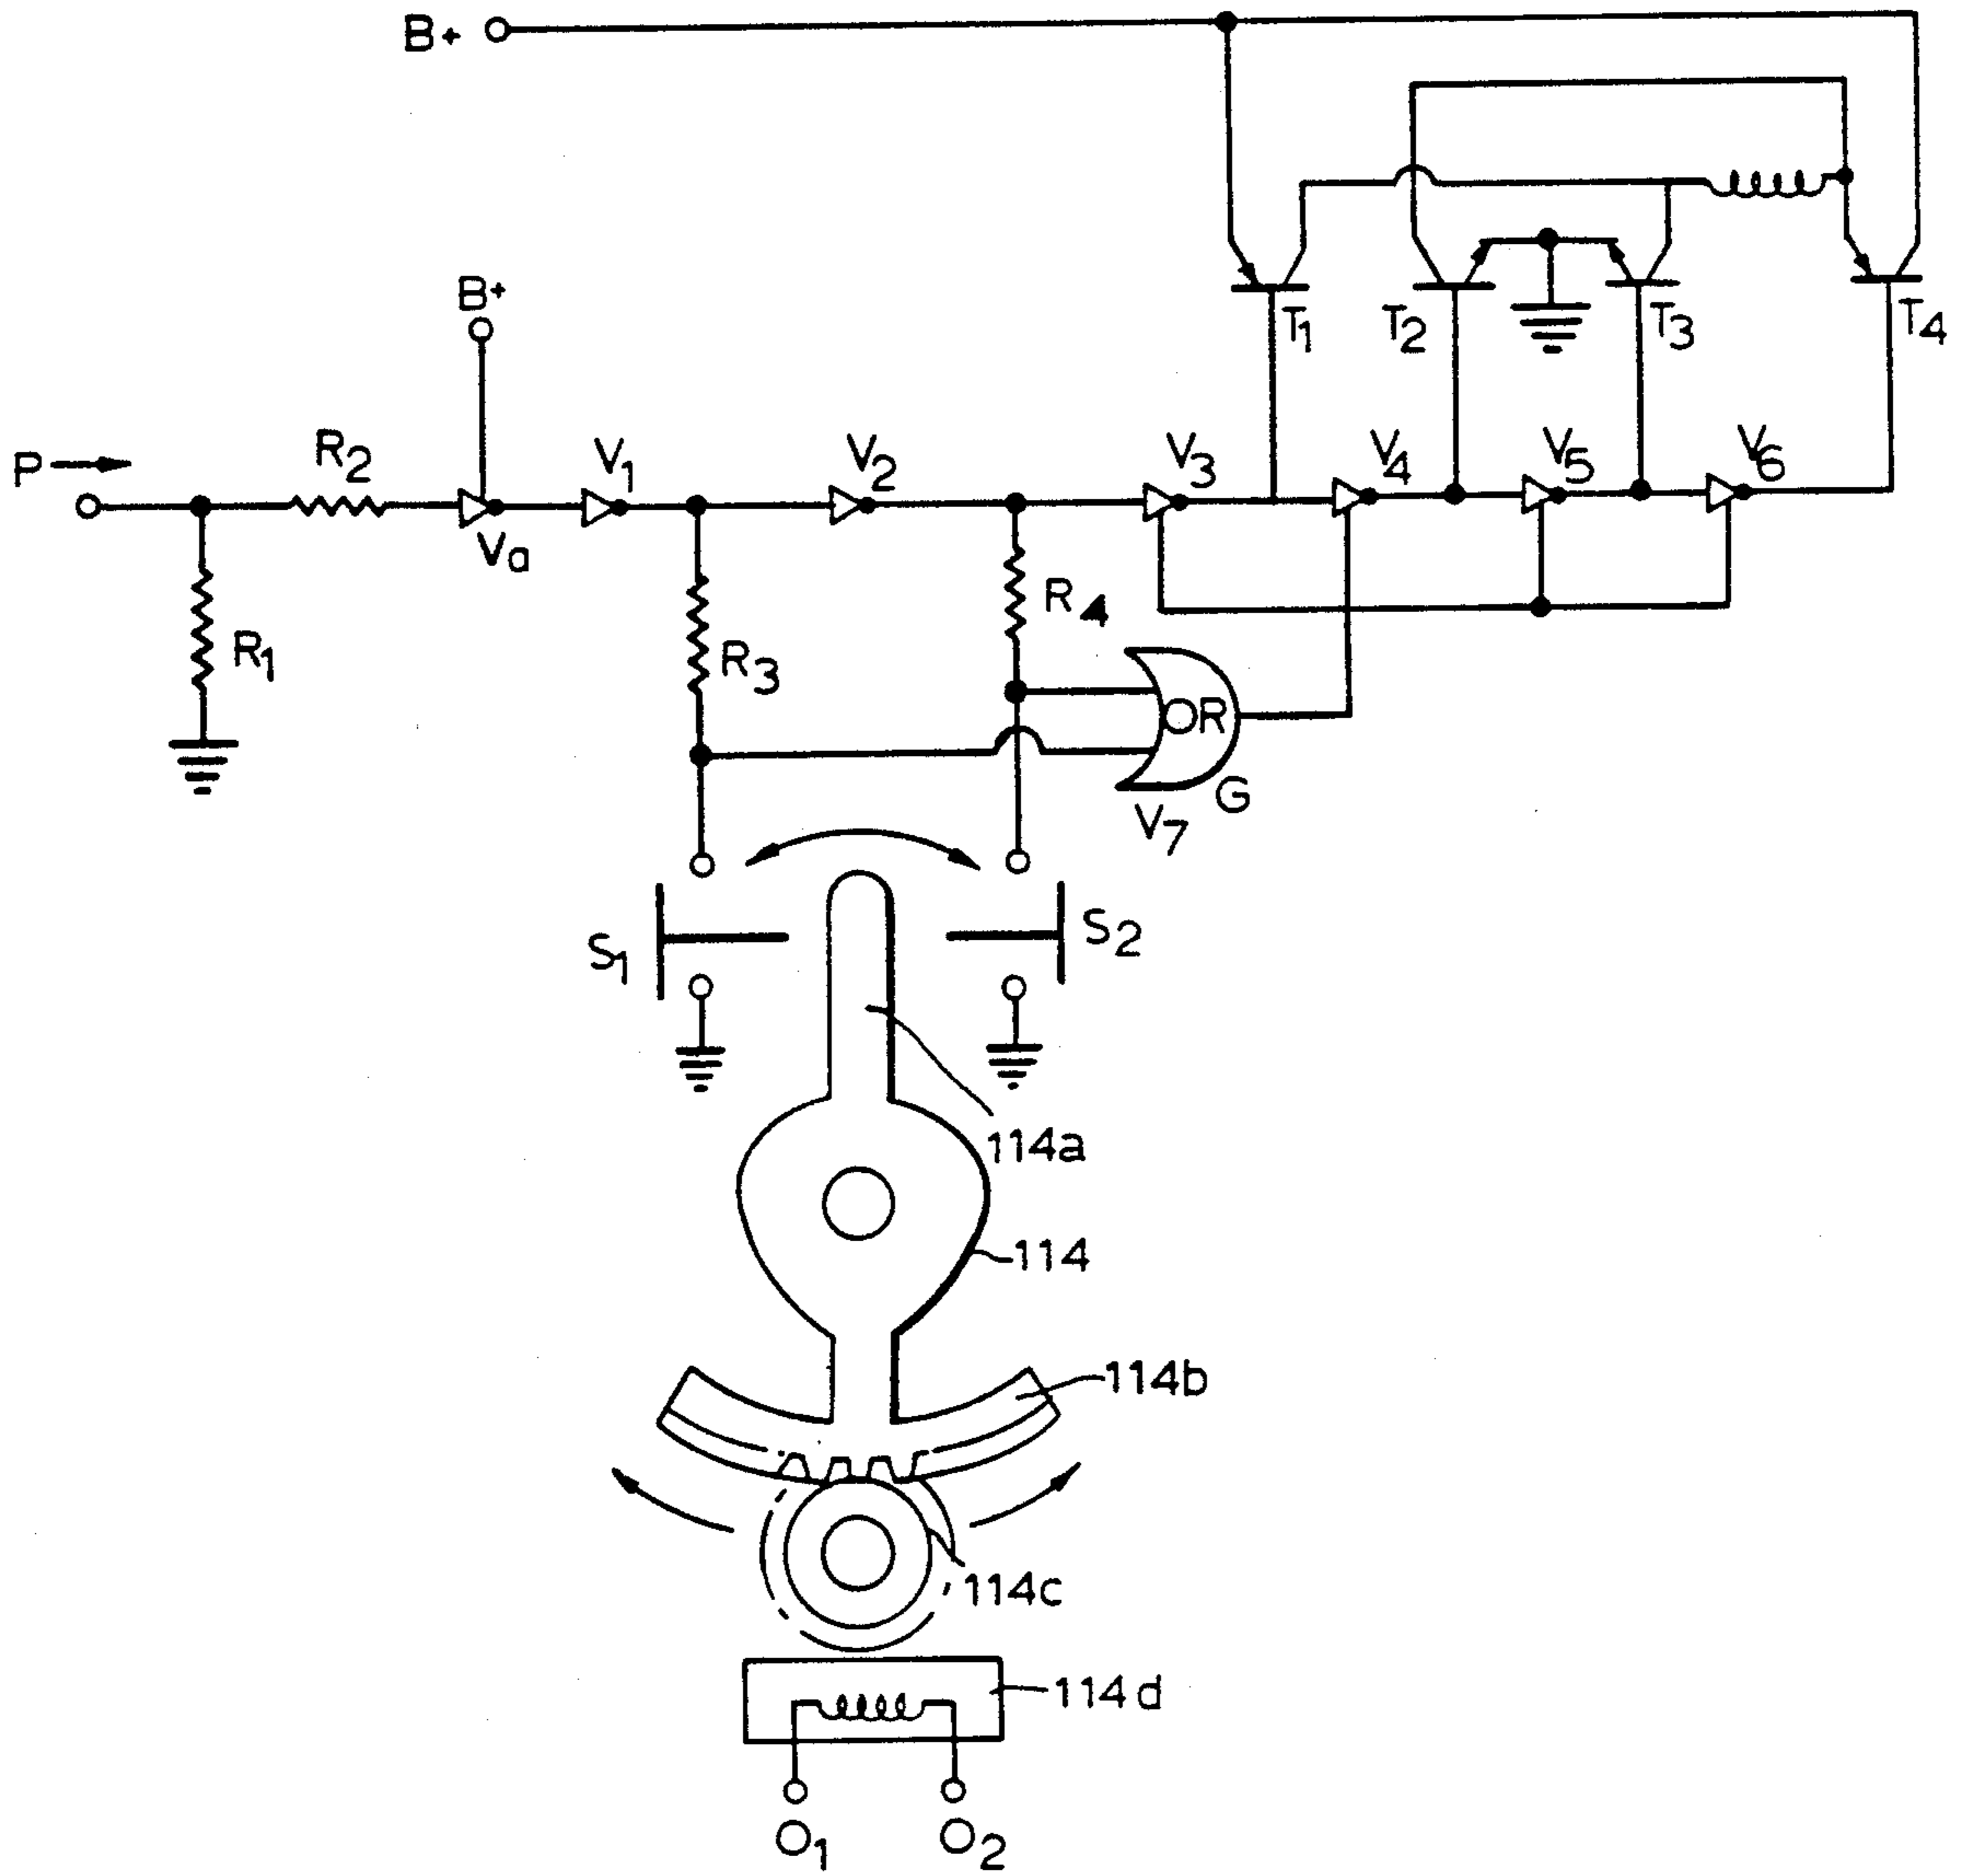 B+
B+
P
R2
V1
V2
V3
V4
V5
V6
T1
T2
T3
T4
Va
R1
R3
R4
OR
G
V7
S1
S2
114a
114
114b
114c
114d
O1
O2